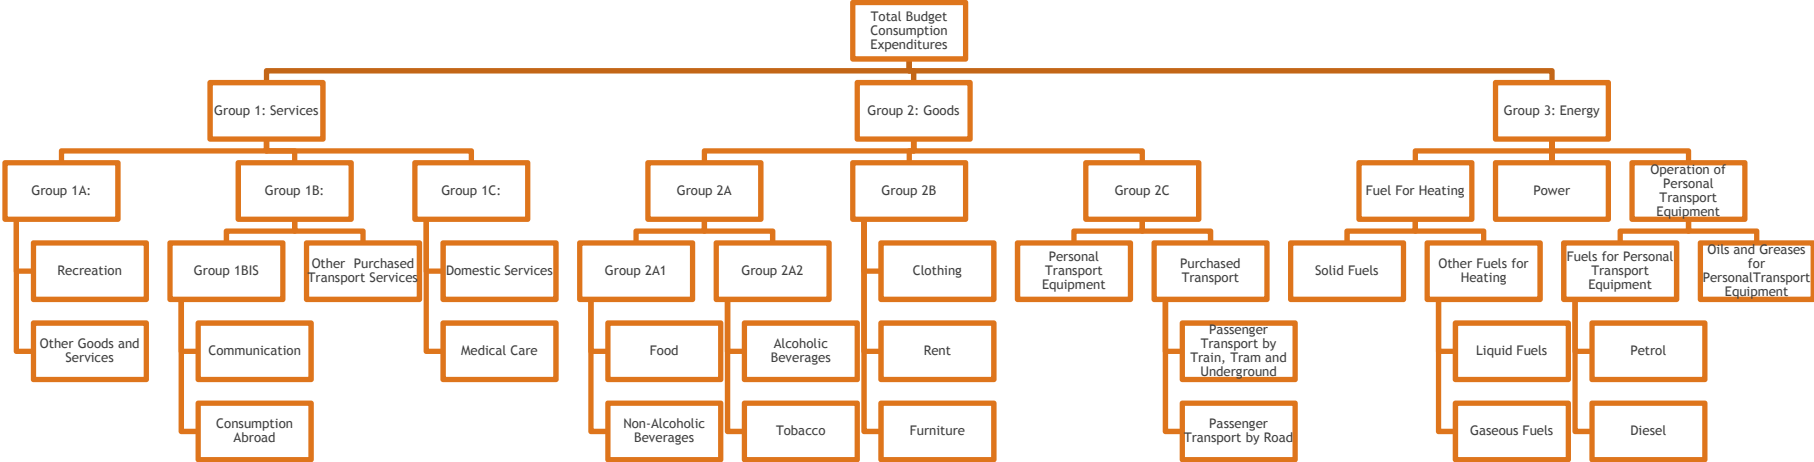 Total Budget
Consumption
Expenditures
Group 1: Services
Group 2: Goods
Group 3: Energy
Group 1A:
Group 1B:
Group 1C:
Group 2A
Group 2B
Group 2C
Fuel For Heating
Power
Operation of
Personal
Transport
Equipment
Recreation
Group 1BIS
Other  Purchased
Transport Services
Domestic Services
Group 2A1
Group 2A2
Clothing
Personal
Transport
Equipment
Purchased
Transport
Solid Fuels
Other Fuels for
Heating
Fuels for Personal
Transport
Equipment
Oils and Greases
for
PersonalTransport
Equipment
Other Goods and
Services
Communication
Medical Care
Food
Alcoholic
Beverages
Rent
Passenger
Transport by
Train, Tram and
Underground
Liquid Fuels
Petrol
Consumption
Abroad
Non-Alcoholic
Beverages
Tobacco
Furniture
Passenger
Transport by Road
Gaseous Fuels
Diesel